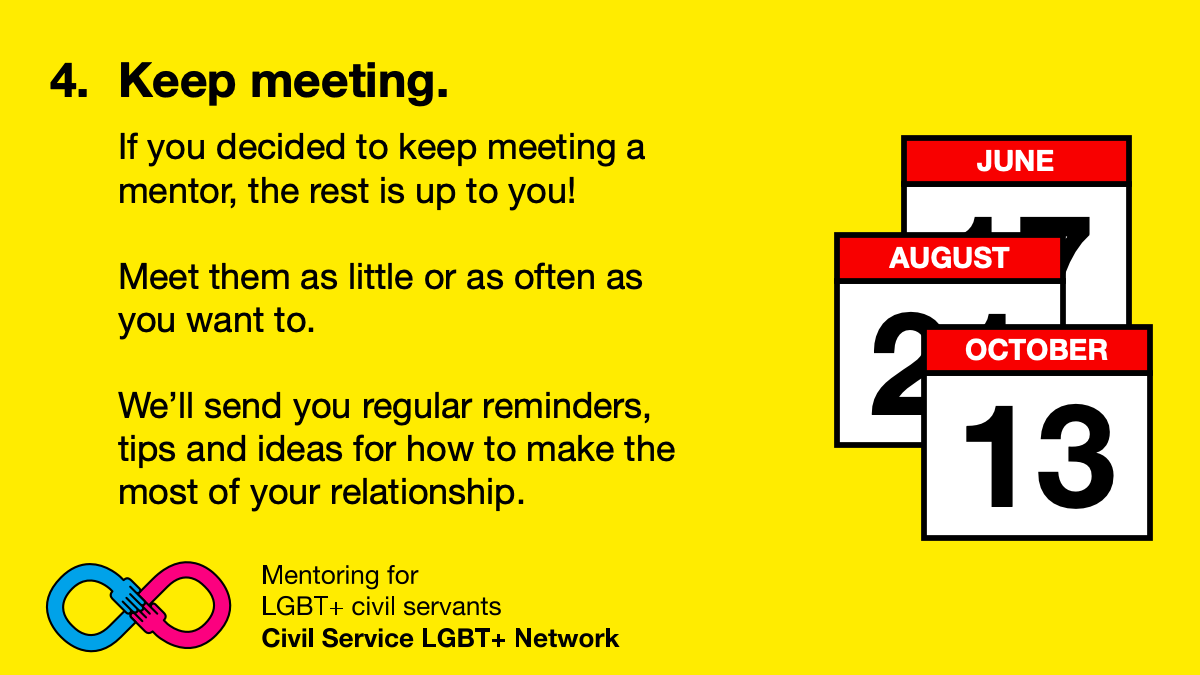 4. Keep meeting.
If you decided to keep meeting a
mentor, the rest is up to you!
Meet them as little or as often as
you want to.
We’ll send you regular reminders,
tips and ideas for how to make the
most of your relationship.
JUNE
17
AUGUST
21
OCTOBER
13
Mentoring for
LGBT+ civil servants
Civil Service LGBT+ Network